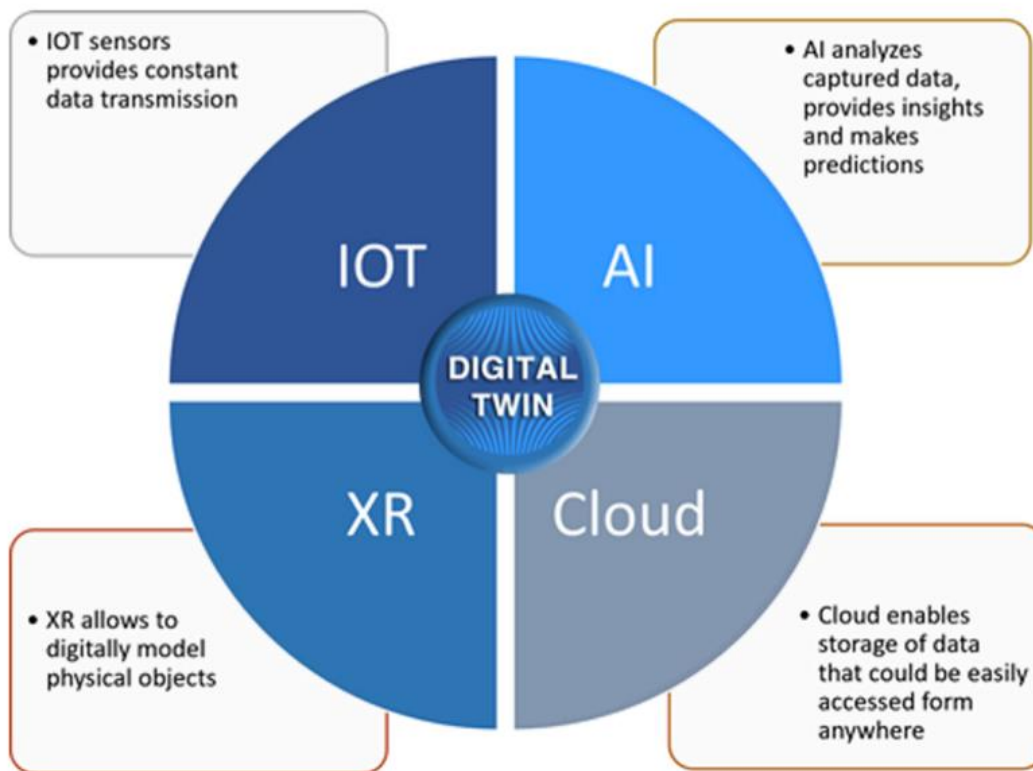 • IOT sensors
provides constant
data transmission
• AI analyzes
captured data,
provides insights
and makes
predictions
IOT
AI
DIGITAL
TWIN
XR
Cloud
• XR allows to
digitally model
physical objects
• Cloud enables
storage of data
that could be easily
accessed form
anywhere